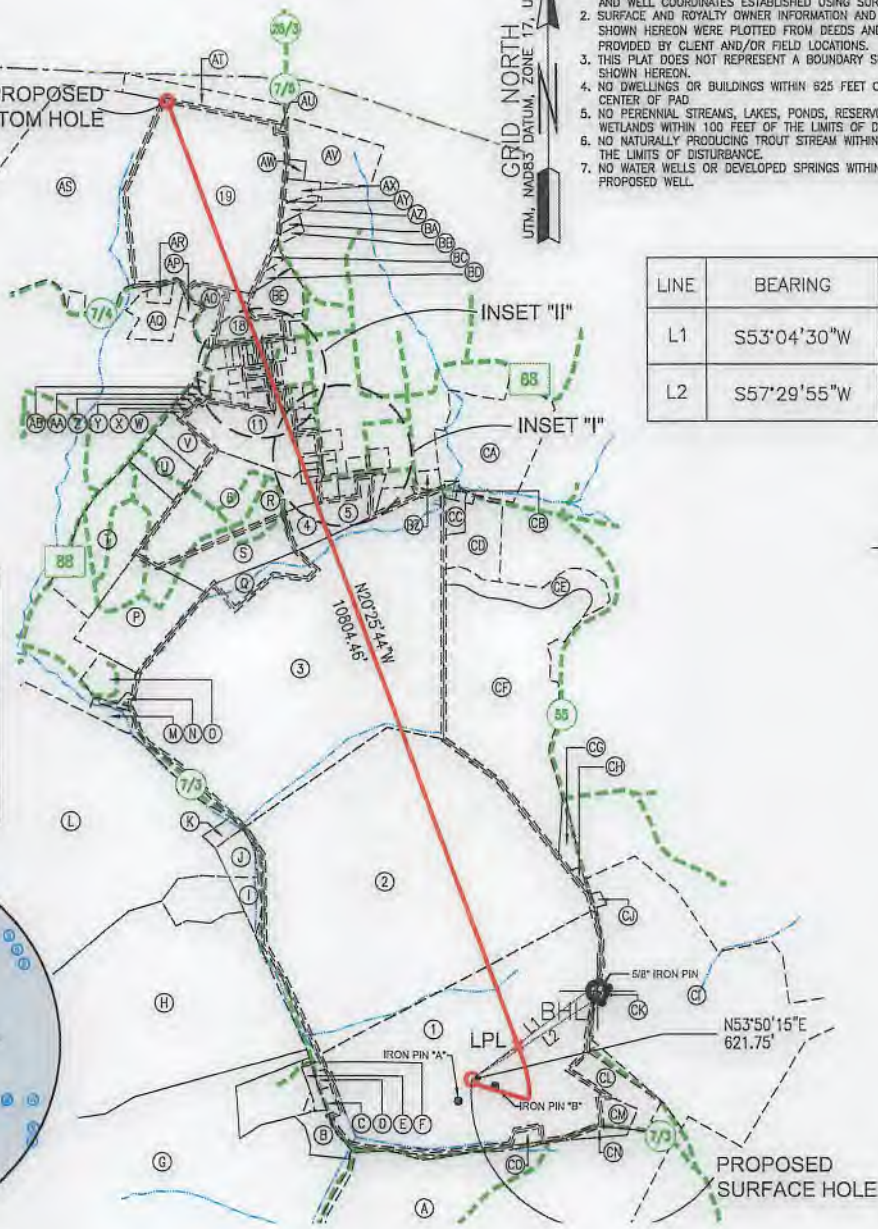 AND WELL COORDINATES ESTABLISHED USING
2. SURFACE AND ROYALTY OWNER INFORMATION AND
SHOWN HEREON WERE PLOTTED FROM DEEDS AND
PROVIDED BY CLIENT AND/OR FIELD LOCATIONS.
3. THIS PLAT DOES NOT REPRESENT A BOUNDARY
SHOWN HEREON.
4. NO DWELLINGS OR BUILDINGS WITHIN 625 FEET
CENTER OF PAD
5. NO PERENNIAL STREAMS, LAKES, PONDS,
WETLANDS WITHIN 100 FEET OF THE LIMITS OF
6. NO NATURALLY PRODUCING TROUT STREAM WITHIN
THE LIMITS OF DISTURBANCE.
7. NO WATER WELLS OR DEVELOPED SPRINGS WITHIN
PROPOSED WELL.
GRID NORTH
UTM, NAD83 DATUM, ZONE 17,
N
LINE BEARING
L1 S53°04'30"W
L2 S57°29'55"W
PROPOSED
TOM HOLE
AT
7/5
AU
AV
AW
AS
19
AX
AY
AZ
BA
BB
BC
BD
AR
AP
AO
AQ
BE
7/4
18
INSET "II"
88
AB AA Z Y X W
11
INSET "I"
CA
V
U
R
4
5
BZ
CC
CB
CD
S
Q
88
P
CE
N20°25'44"W
10804.46'
3
CF
55
M N O
CG
CH
7/3
L
K
J
I
2
CJ
5/8" IRON PIN
CK
H
1
BHL
L1
L2
LPL
N53°50'15"E
621.75'
IRON PIN "A"
IRON PIN "B"
CL
CM
CN
C D E F
B
7/3
G
A
PROPOSED
SURFACE HOLE